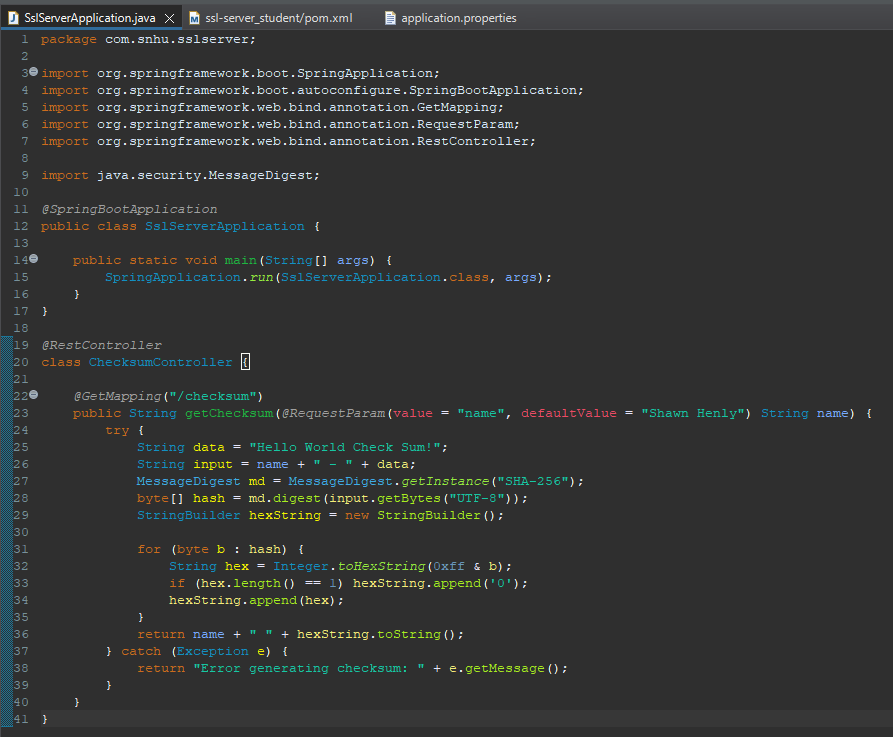 SslServerApplication.java ssl-server_student/pom.xml application.properties
1 package com.snhu.sslserver;
2
3 import org.springframework.boot.SpringApplication;
4 import org.springframework.boot.autoconfigure.SpringBootApplication;
5 import org.springframework.web.bind.annotation.GetMapping;
6 import org.springframework.web.bind.annotation.RequestParam;
7 import org.springframework.web.bind.annotation.RestController;
8
9 import java.security.MessageDigest;
10
11 @SpringBootApplication
12 public class SslServerApplication {
13
14     public static void main(String[] args) {
15         SpringApplication.run(SslServerApplication.class, args);
16     }
17 }
18
19 @RestController
20 class ChecksumController {
21
22     @GetMapping("/checksum")
23     public String getChecksum(@RequestParam(value = "name", defaultValue = "Shawn Henly") String name) {
24         try {
25             String data = "Hello World Check Sum!";
26             String input = name + " - " + data;
27             MessageDigest md = MessageDigest.getInstance("SHA-256");
28             byte[] hash = md.digest(input.getBytes("UTF-8"));
29             StringBuilder hexString = new StringBuilder();
30
31             for (byte b : hash) {
32                 String hex = Integer.toHexString(0xff & b);
33                 if (hex.length() == 1) hexString.append('0');
34                 hexString.append(hex);
35             }
36             return name + " " + hexString.toString();
37         } catch (Exception e) {
38             return "Error generating checksum: " + e.getMessage();
39         }
40     }
41 }